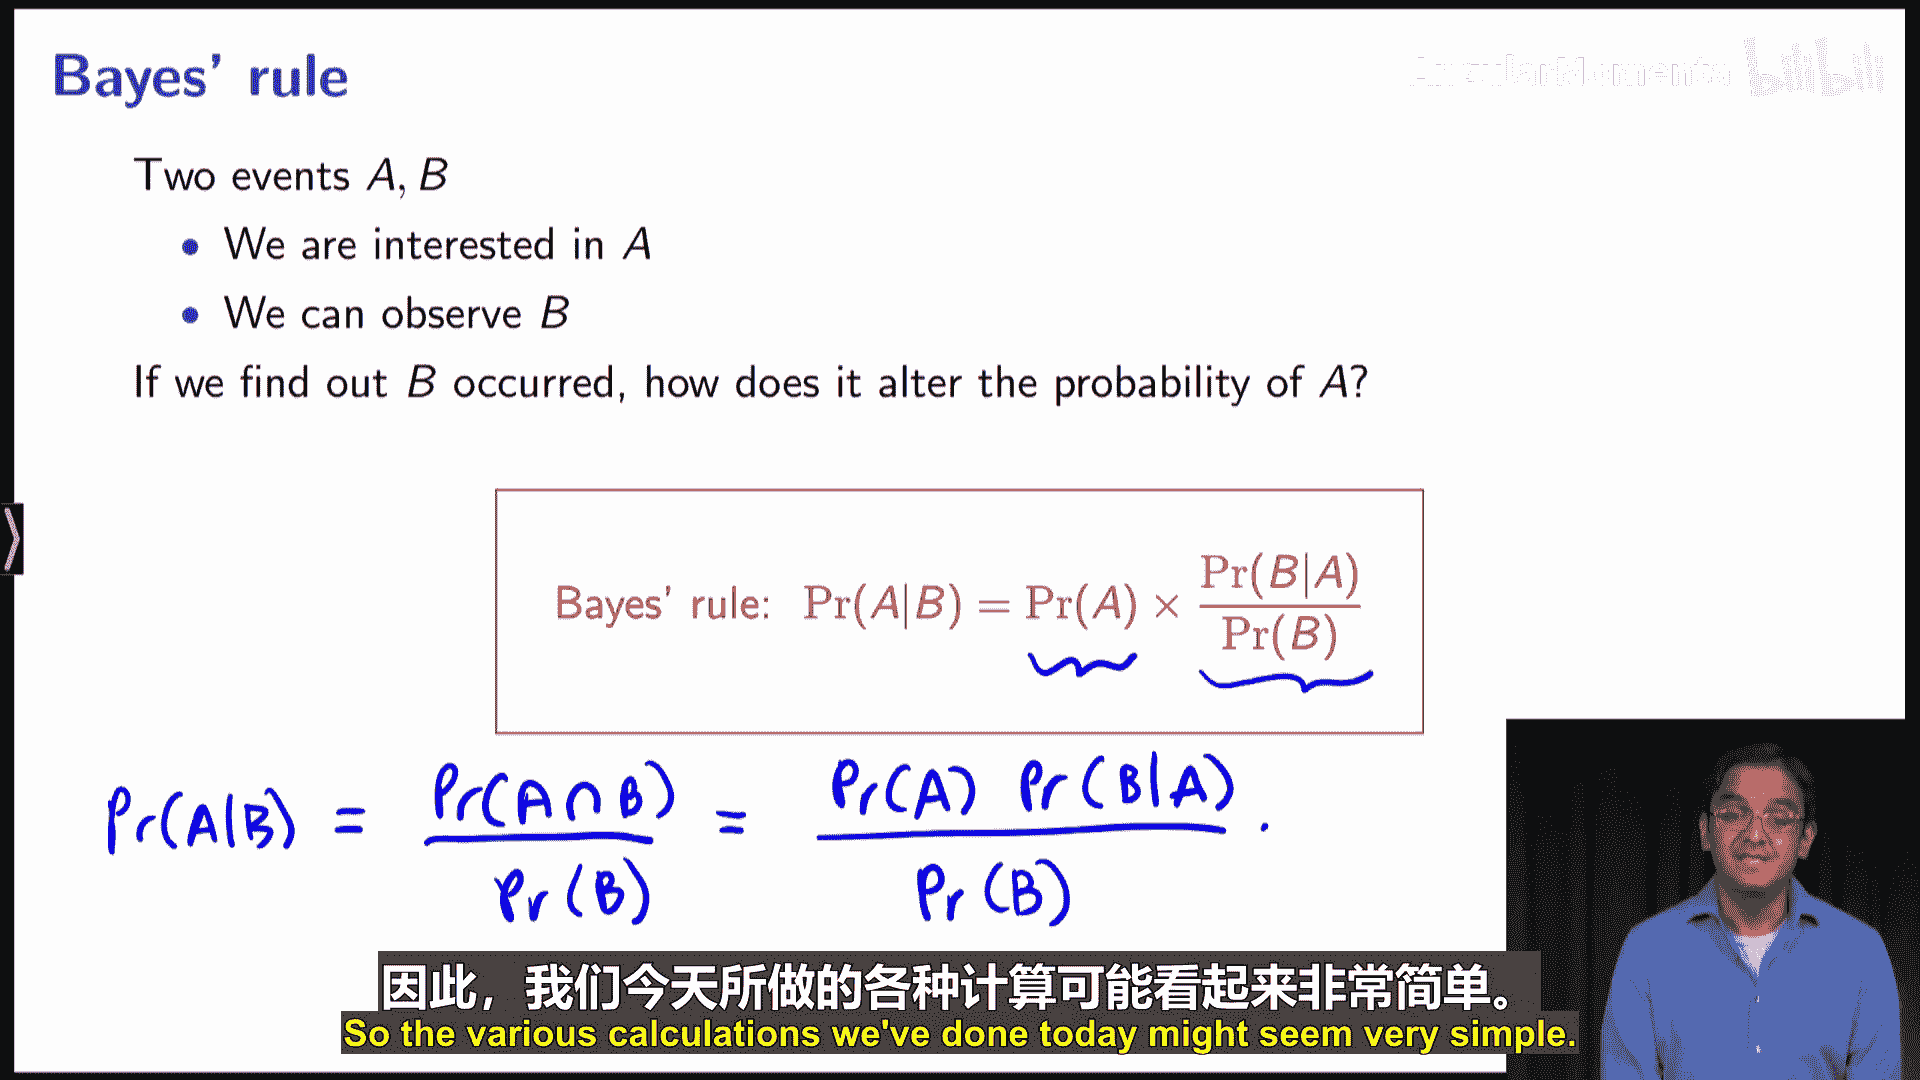 Bayes' rule
bilibili
Two events A, B
• We are interested in A
• We can observe B
If we find out B occurred, how does it alter the probability of A?
Bayes' rule: Pr(A|B) = Pr(A) × Pr(B|A) / Pr(B)
Pr(A|B) = Pr(A∩B) / Pr(B) = Pr(A) Pr(B|A) / Pr(B) .
因此，我们今天所做的各种计算可能看起来非常简单。
So the various calculations we've done today might seem very simple.